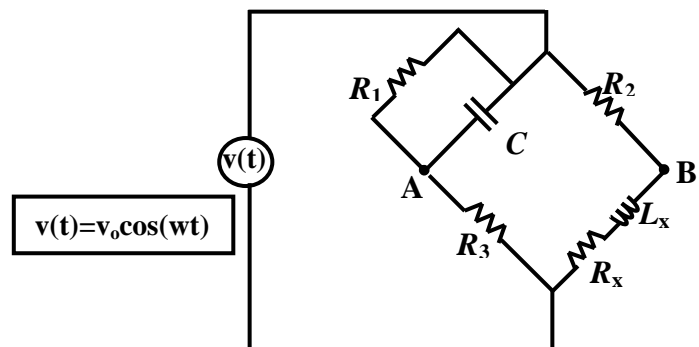 R₁
R₂
v(t)
C
A
B
v(t)=vₒcos(wt)
R₃
Lₓ
Rₓ